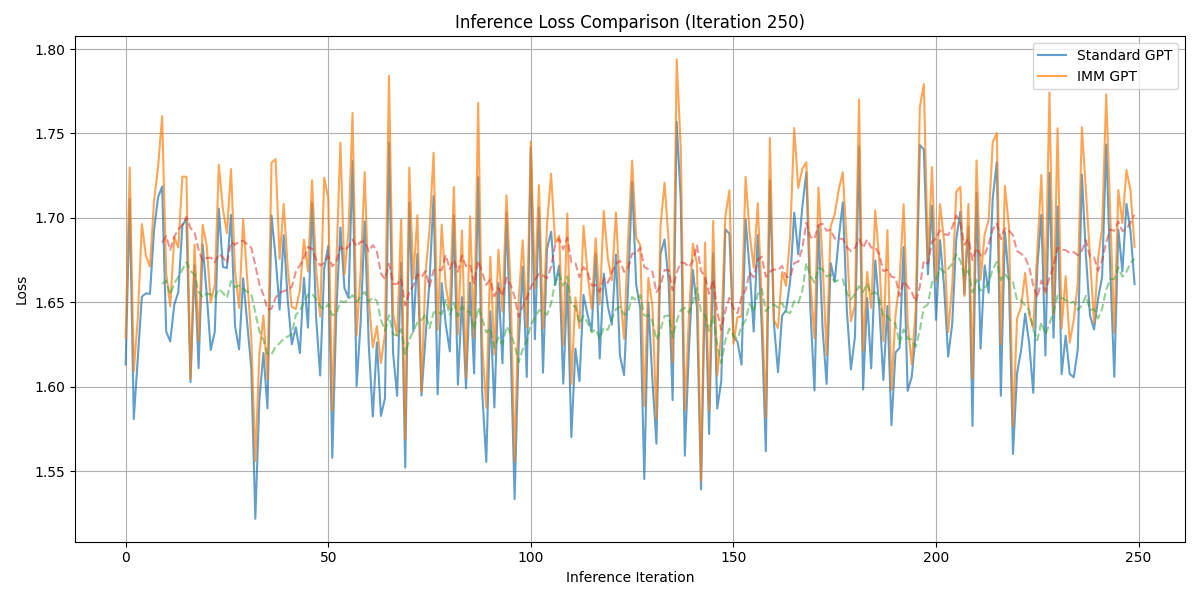 Inference Loss Comparison (Iteration 250)
Standard GPT
IMM GPT
Loss
1.80
1.75
1.70
1.65
1.60
1.55
0
50
100
150
200
250
Inference Iteration